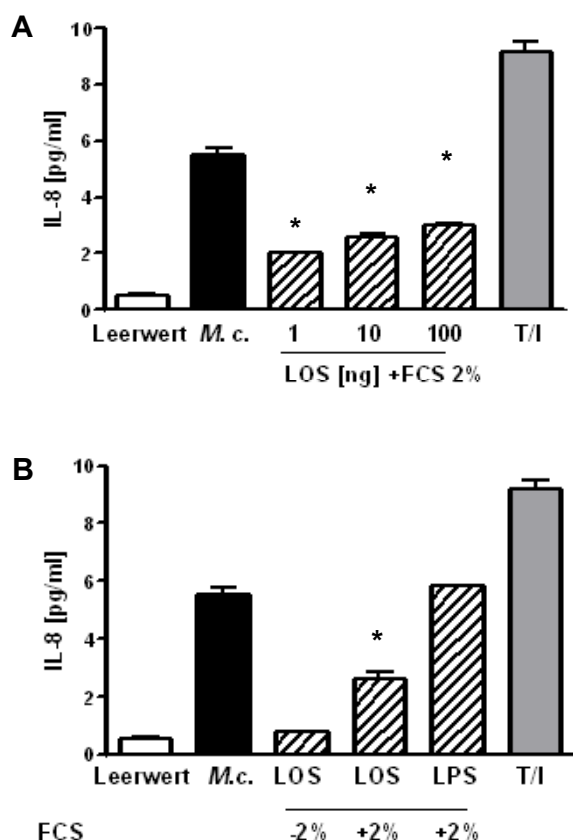 A
IL-8 [pg/ml]
10
8
6
4
2
0
* * *
Leerwert M. c. 1 10 100 T/I
LOS [ng] +FCS 2%
B
IL-8 [pg/ml]
10
8
6
4
2
0
*
Leerwert M.c. LOS LOS LPS T/I
FCS -2% +2% +2%